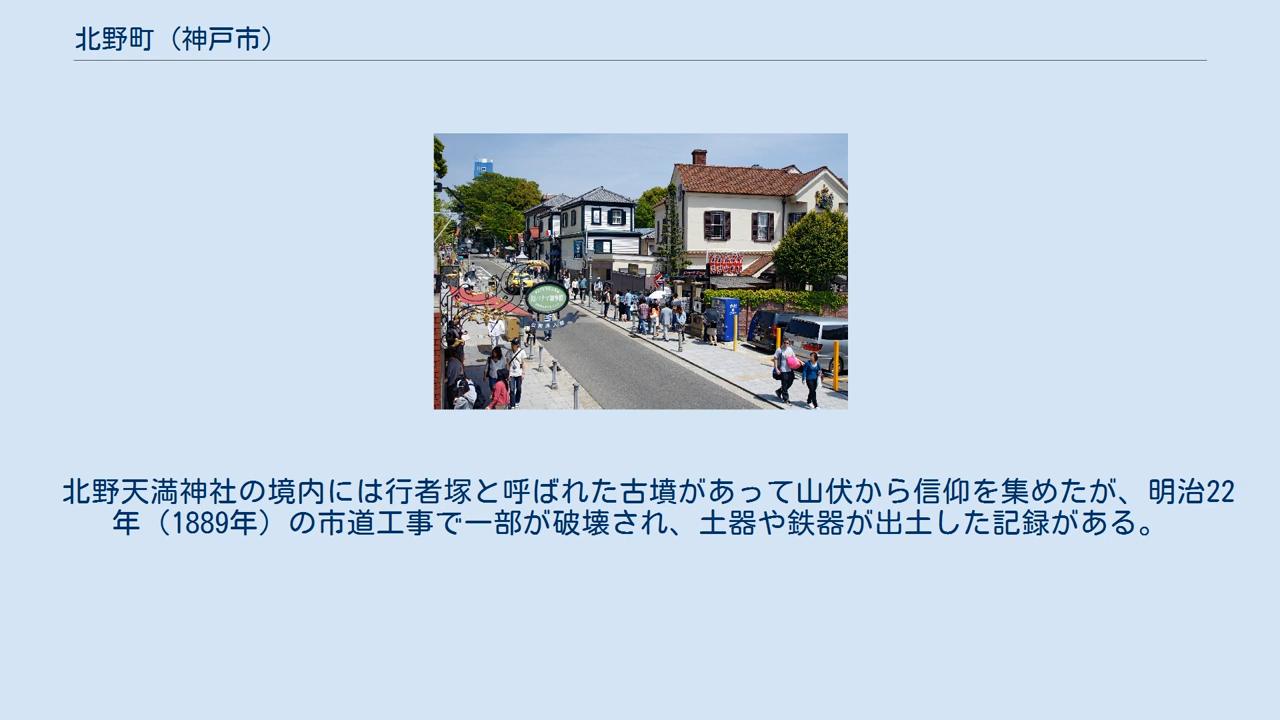 北野町（神戸市）
北野天満神社の境内には行者塚と呼ばれた古墳があって山伏から信仰を集めたが、明治22
年（1889年）の市道工事で一部が破壊され、土器や鉄器が出土した記録がある。